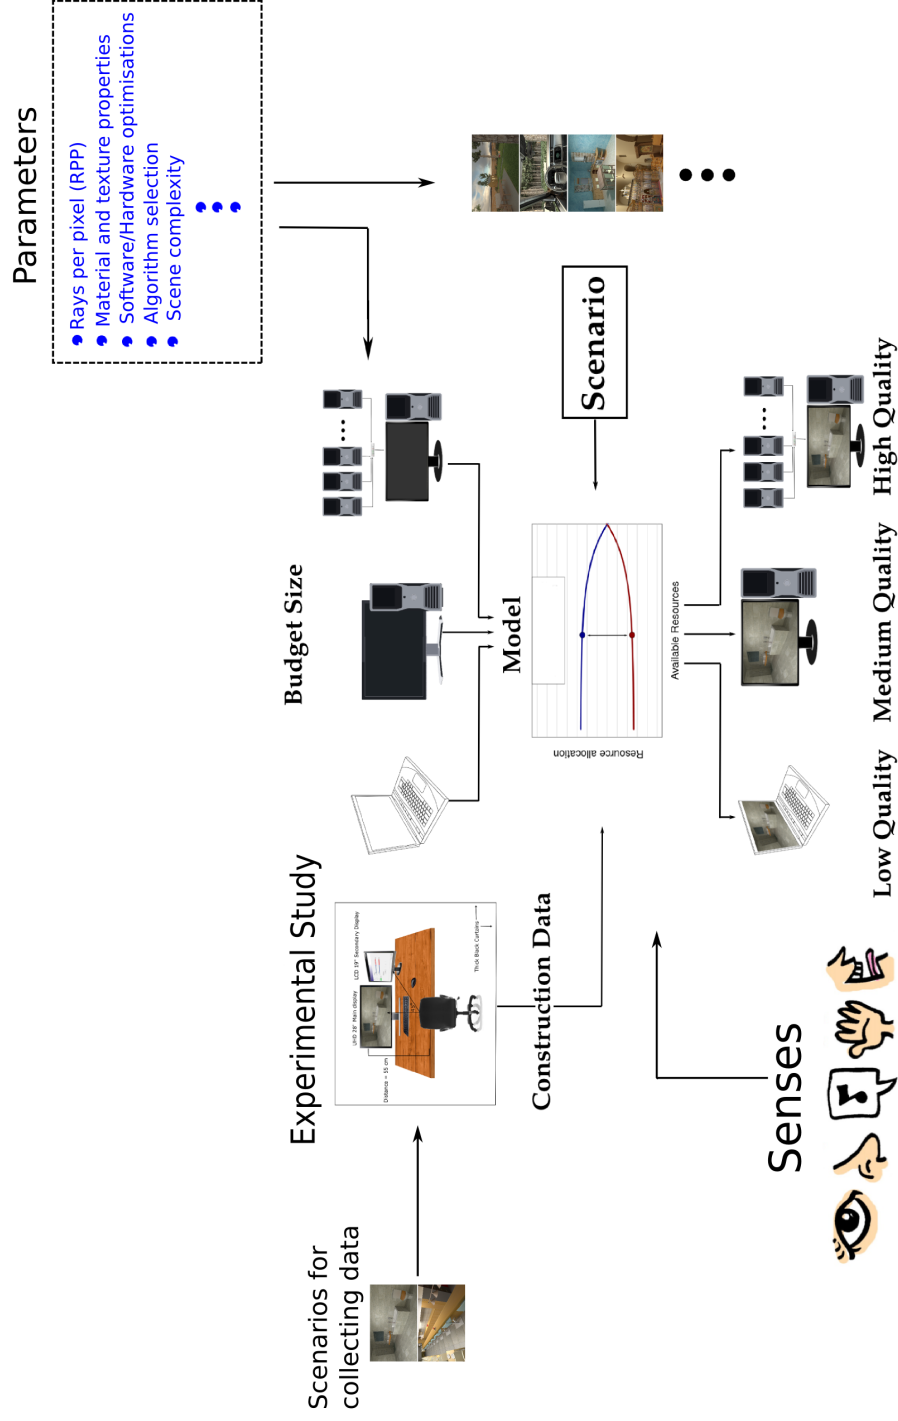 Parameters
Rays per pixel (RPP)
Material and texture properties
Software/Hardware optimisations
Algorithm selection
Scene complexity
Scenarios for
collecting data
Experimental Study
UHD 28' Main display
LCD 19" Secondary Display
Distance = 55 cm
Thick Black Curtains
Construction Data
Budget Size
Model
Scenario
Resource allocation
Available Resources
Senses
Low Quality
Medium Quality
High Quality